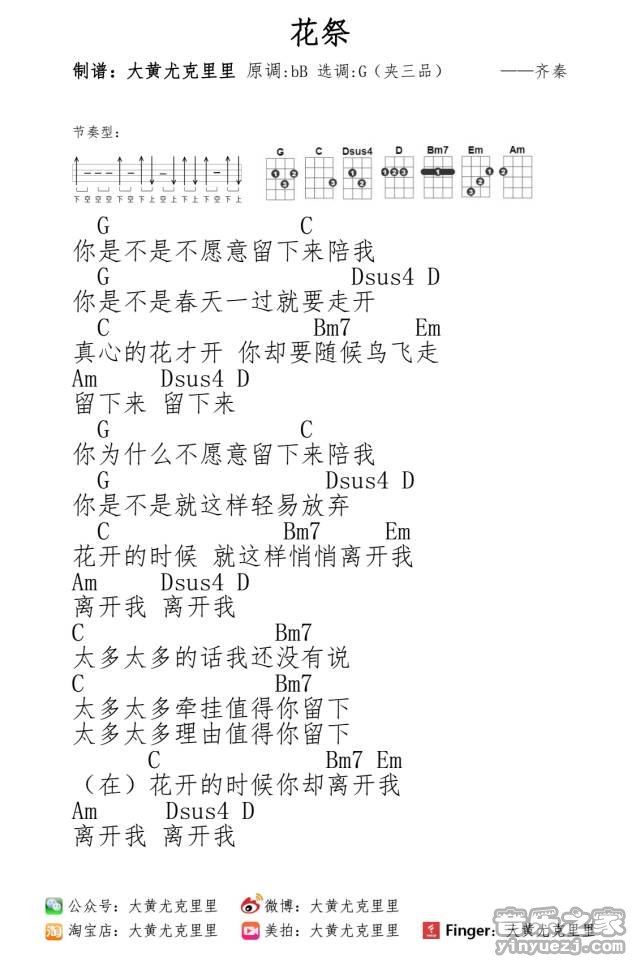 花祭
制谱：大黄尤克里里 原调:bB 选调:G（夹三品） ——齐秦
节奏型：
G C Dsus4 D Bm7 Em Am
下空空空下空下上空上下上下空下上
G C
你是不是不愿意留下来陪我
G Dsus4 D
你是不是春天一过就要走开
C Bm7 Em
真心的花才开 你却要随候鸟飞走
Am Dsus4 D
留下来 留下来
G C
你为什么不愿意留下来陪我
G Dsus4 D
你是不是就这样轻易放弃
C Bm7 Em
花开的时候 就这样悄悄离开我
Am Dsus4 D
离开我 离开我
C Bm7
太多太多的话我还没有说
C Bm7
太多太多牵挂值得你留下
太多太多理由值得你留下
C Bm7 Em
（在）花开的时候你却离开我
Am Dsus4 D
离开我 离开我
公众号：大黄尤克里里 微博：大黄尤克里里
淘宝店：大黄尤克里里 美拍：大黄尤克里里 Finger：大黄尤克里里
音乐之家
yinyuezj.com